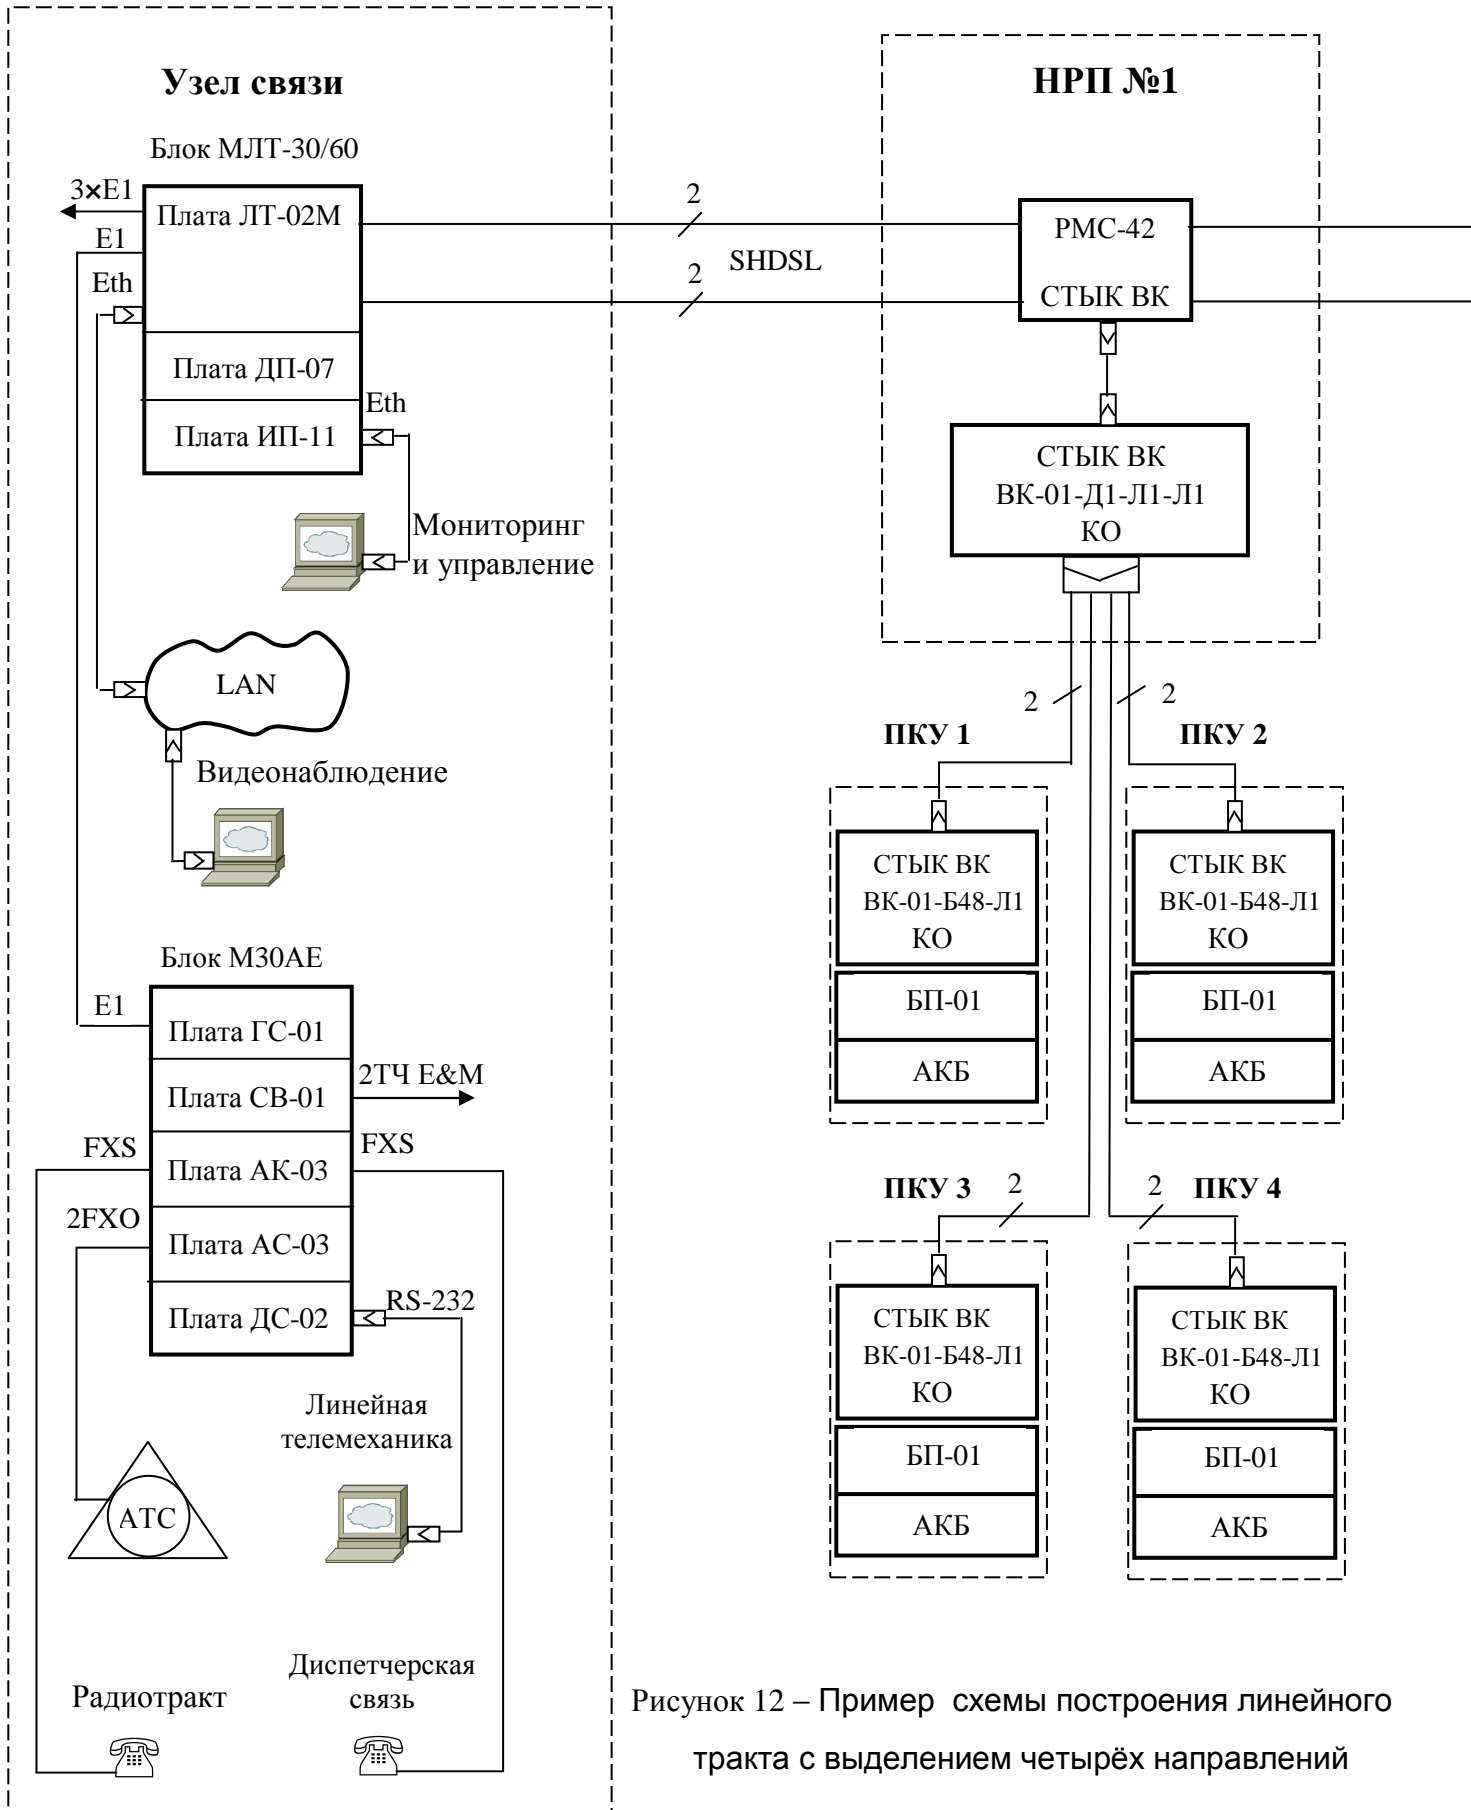 Узел связи
Блок МЛТ-30/60
3×E1
E1
Eth
Плата ЛТ-02М
Плата ДП-07
Плата ИП-11
Eth
Мониторинг
и управление
LAN
Видеонаблюдение
Блок М30АЕ
E1
Плата ГС-01
Плата СВ-01
2ТЧ E&M
FXS
Плата АК-03
FXS
2FXO
Плата АС-03
Плата ДС-02
RS-232
Линейная
телемеханика
АТС
Радиотракт
Диспетчерская
связь
2
SHDSL
2
НРП №1
РМС-42
СТЫК ВК
СТЫК ВК
ВК-01-Д1-Л1-Л1
КО
2
2
ПКУ 1
СТЫК ВК
ВК-01-Б48-Л1
КО
БП-01
АКБ
ПКУ 2
СТЫК ВК
ВК-01-Б48-Л1
КО
БП-01
АКБ
ПКУ 3
2
СТЫК ВК
ВК-01-Б48-Л1
КО
БП-01
АКБ
2
ПКУ 4
СТЫК ВК
ВК-01-Б48-Л1
КО
БП-01
АКБ
Рисунок 12 – Пример схемы построения линейного
тракта с выделением четырёх направлений